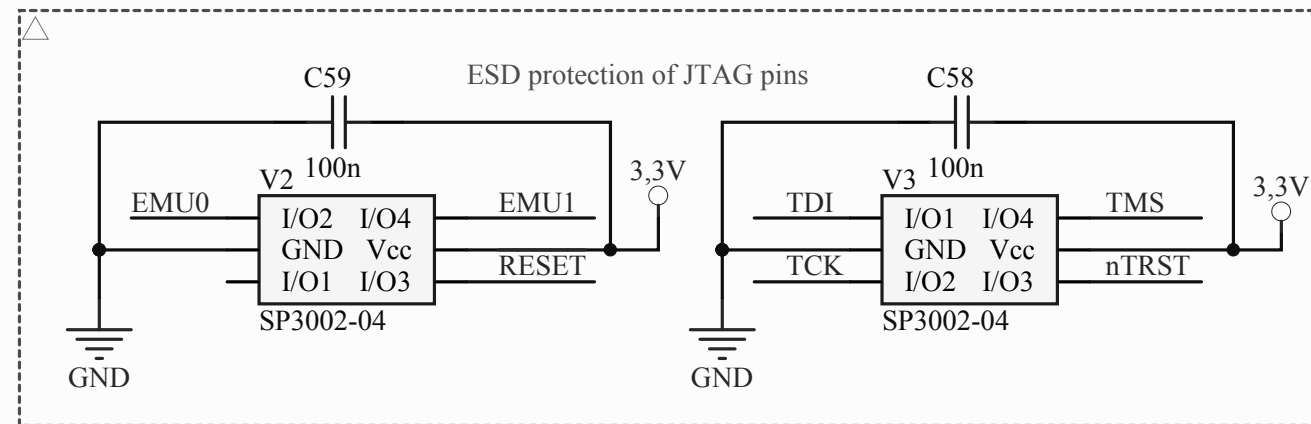 ESD protection of JTAG pins
C59
100n
V2
3,3V
EMU0
EMU1
I/O2 I/O4
GND Vcc
RESET
I/O1 I/O3
SP3002-04
GND
C58
100n
V3
3,3V
TDI
TMS
I/O1 I/O4
GND Vcc
TCK
nTRST
I/O2 I/O3
SP3002-04
GND